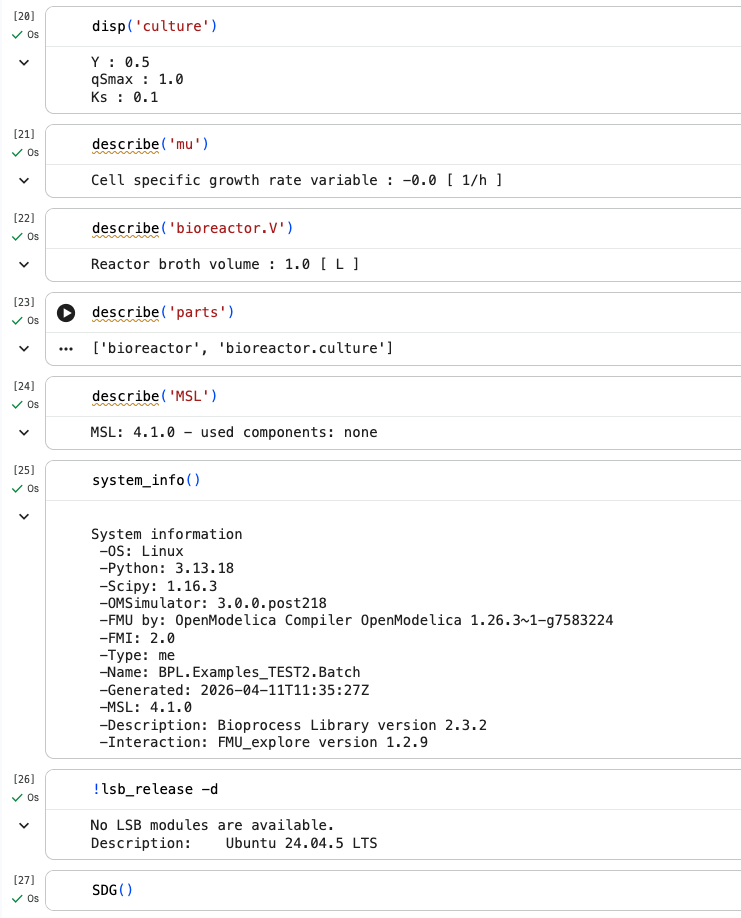 [20]
0s
disp('culture')
Y : 0.5
qSmax : 1.0
Ks : 0.1
[21]
0s
describe('mu')
Cell specific growth rate variable : -0.0 [ 1/h ]
[22]
0s
describe('bioreactor.V')
Reactor broth volume : 1.0 [ L ]
[23]
0s
describe('parts')
['bioreactor', 'bioreactor.culture']
[24]
0s
describe('MSL')
MSL: 4.1.0 - used components: none
[25]
0s
system_info()
System information
-OS: Linux
-Python: 3.13.18
-Scipy: 1.16.3
-OMSimulator: 3.0.0.post218
-FMU by: OpenModelica Compiler OpenModelica 1.26.3~1-g7583224
-FMI: 2.0
-Type: me
-Name: BPL.Examples_TEST2.Batch
-Generated: 2026-04-11T11:35:27Z
-MSL: 4.1.0
-Description: Bioprocess Library version 2.3.2
-Interaction: FMU_explore version 1.2.9
[26]
0s
!lsb_release -d
No LSB modules are available.
Description:    Ubuntu 24.04.5 LTS
[27]
0s
SDG()